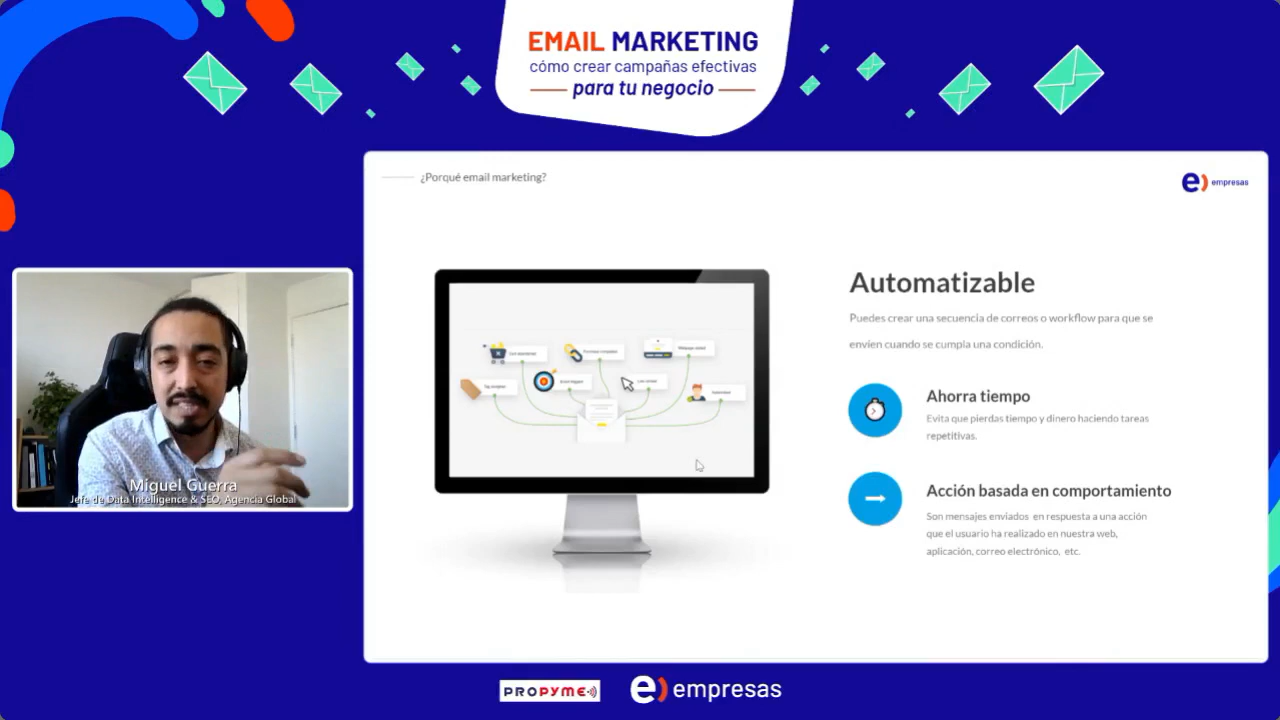 EMAIL MARKETING
cómo crear campañas efectivas
para tu negocio
¿Porqué email marketing?
e) empresas
Automatizable
Puedes crear una secuencia de correos o workflow para que se
envíen cuando se cumpla una condición.
Ahorra tiempo
Evita que pierdas tiempo y dinero haciendo tareas
repetitivas.
Acción basada en comportamiento
Son mensajes enviados en respuesta a una acción
que el usuario ha realizado en nuestra web,
aplicación, correo electrónico, etc.
Miguel Guerra
Jefe de Data Intelligence & SEO, Agencia Global
PROPYME
e) empresas